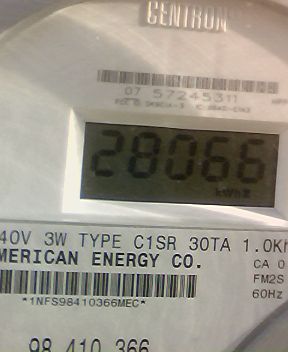 CENTRON
07 57245311
28066
kWh
40V 3W TYPE C1SR 30TA 1.0Kh
MERICAN ENERGY CO.
CA 0
FM2S
60Hz
*1NFS98410366MEC*
98 410 366